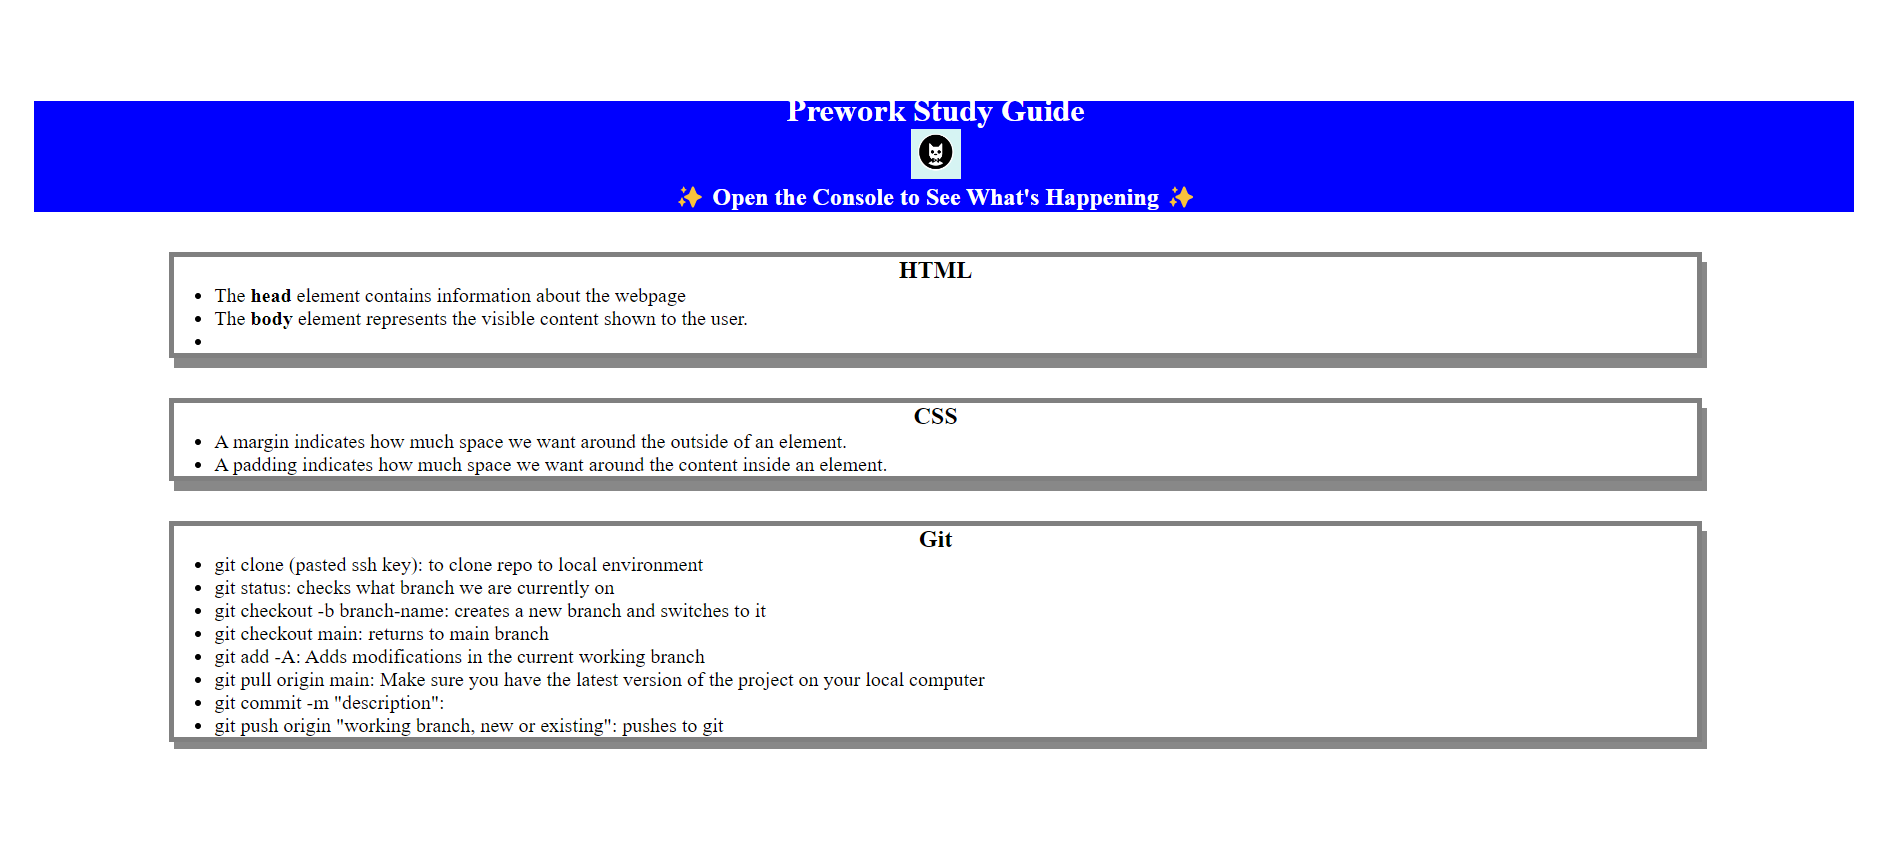 Prework Study Guide
✨ Open the Console to See What's Happening ✨
HTML
• The head element contains information about the webpage
• The body element represents the visible content shown to the user.
•
CSS
• A margin indicates how much space we want around the outside of an element.
• A padding indicates how much space we want around the content inside an element.
Git
• git clone (pasted ssh key): to clone repo to local environment
• git status: checks what branch we are currently on
• git checkout -b branch-name: creates a new branch and switches to it
• git checkout main: returns to main branch
• git add -A: Adds modifications in the current working branch
• git pull origin main: Make sure you have the latest version of the project on your local computer
• git commit -m "description":
• git push origin "working branch, new or existing": pushes to git